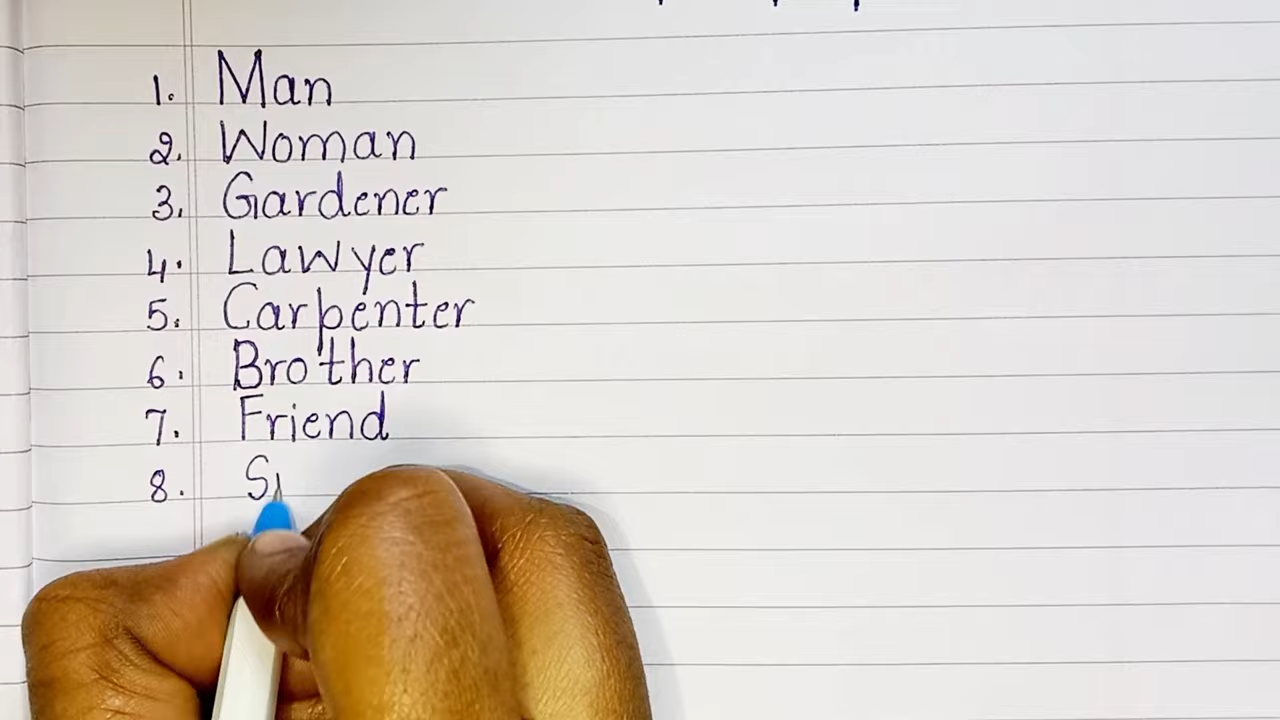 1. Man
2. Woman
3. Gardener
4. Lawyer
5. Carpenter
6. Brother
7. Friend
8.